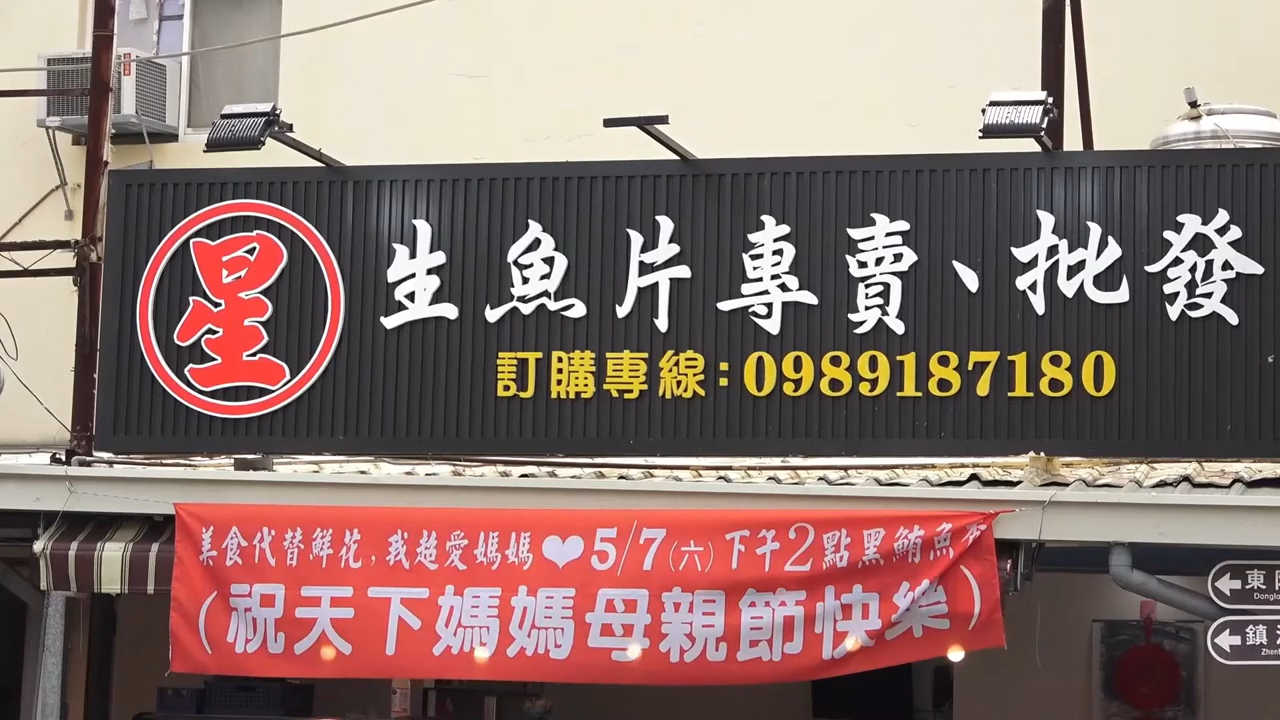 星
生魚片專賣、批發
訂購專線:0989187180
美食代替鮮花,我超愛媽媽♥5/7(六)下午2點黑鮪魚
(祝天下媽媽母親節快樂)
東
Donglo
鎮
Zhen